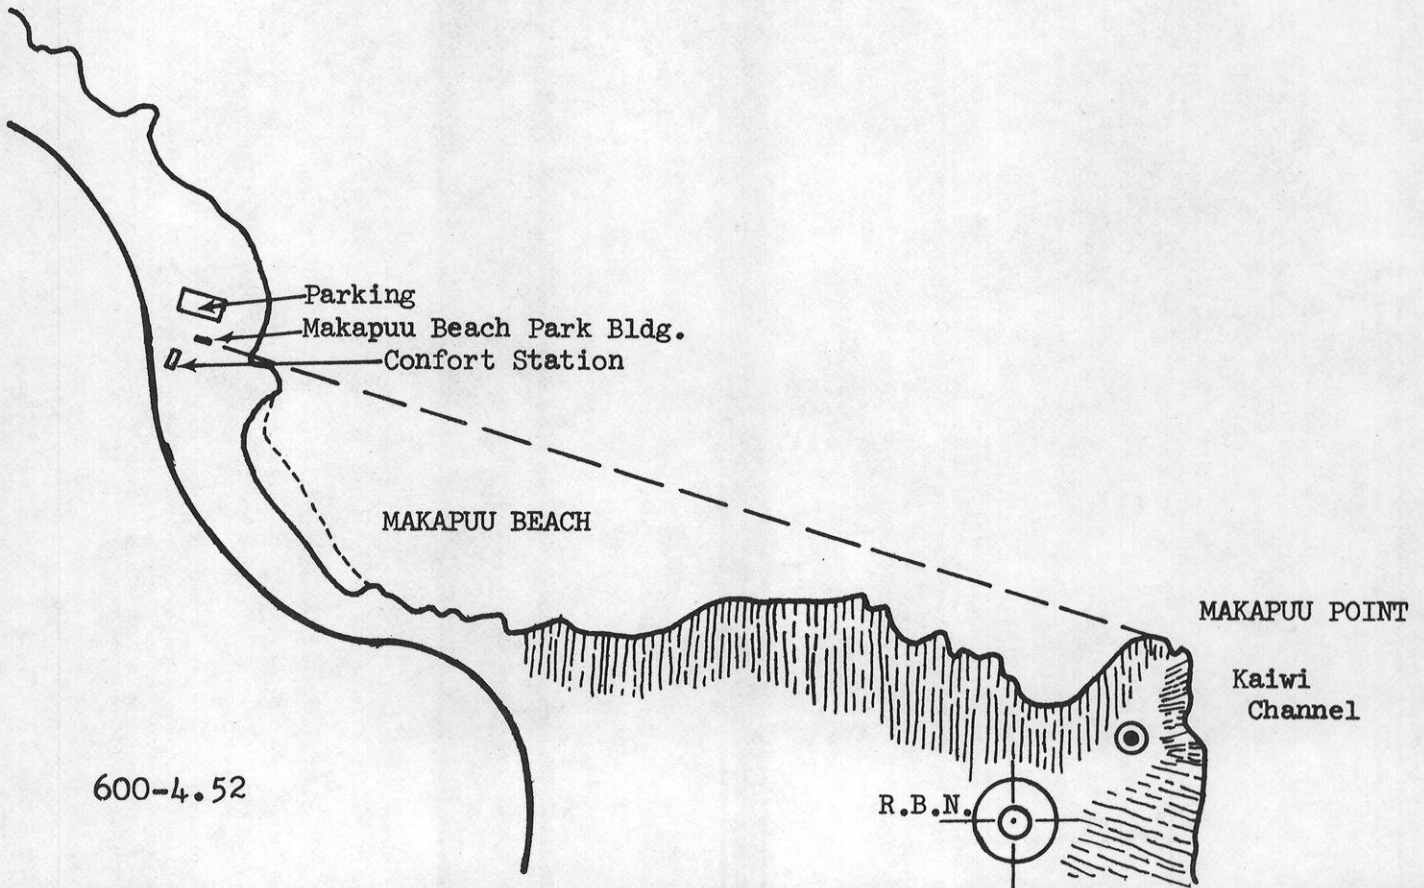 Parking
Makapuu Beach Park Bldg.
Confort Station
MAKAPUU BEACH
MAKAPUU POINT
Kaiwi
Channel
600-4.52
R.B.N.